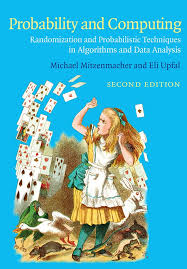 Probability and Computing
Randomization and Probabilistic Techniques
in Algorithms and Data Analysis
Michael Mitzenmacher and Eli Upfal
SECOND EDITION